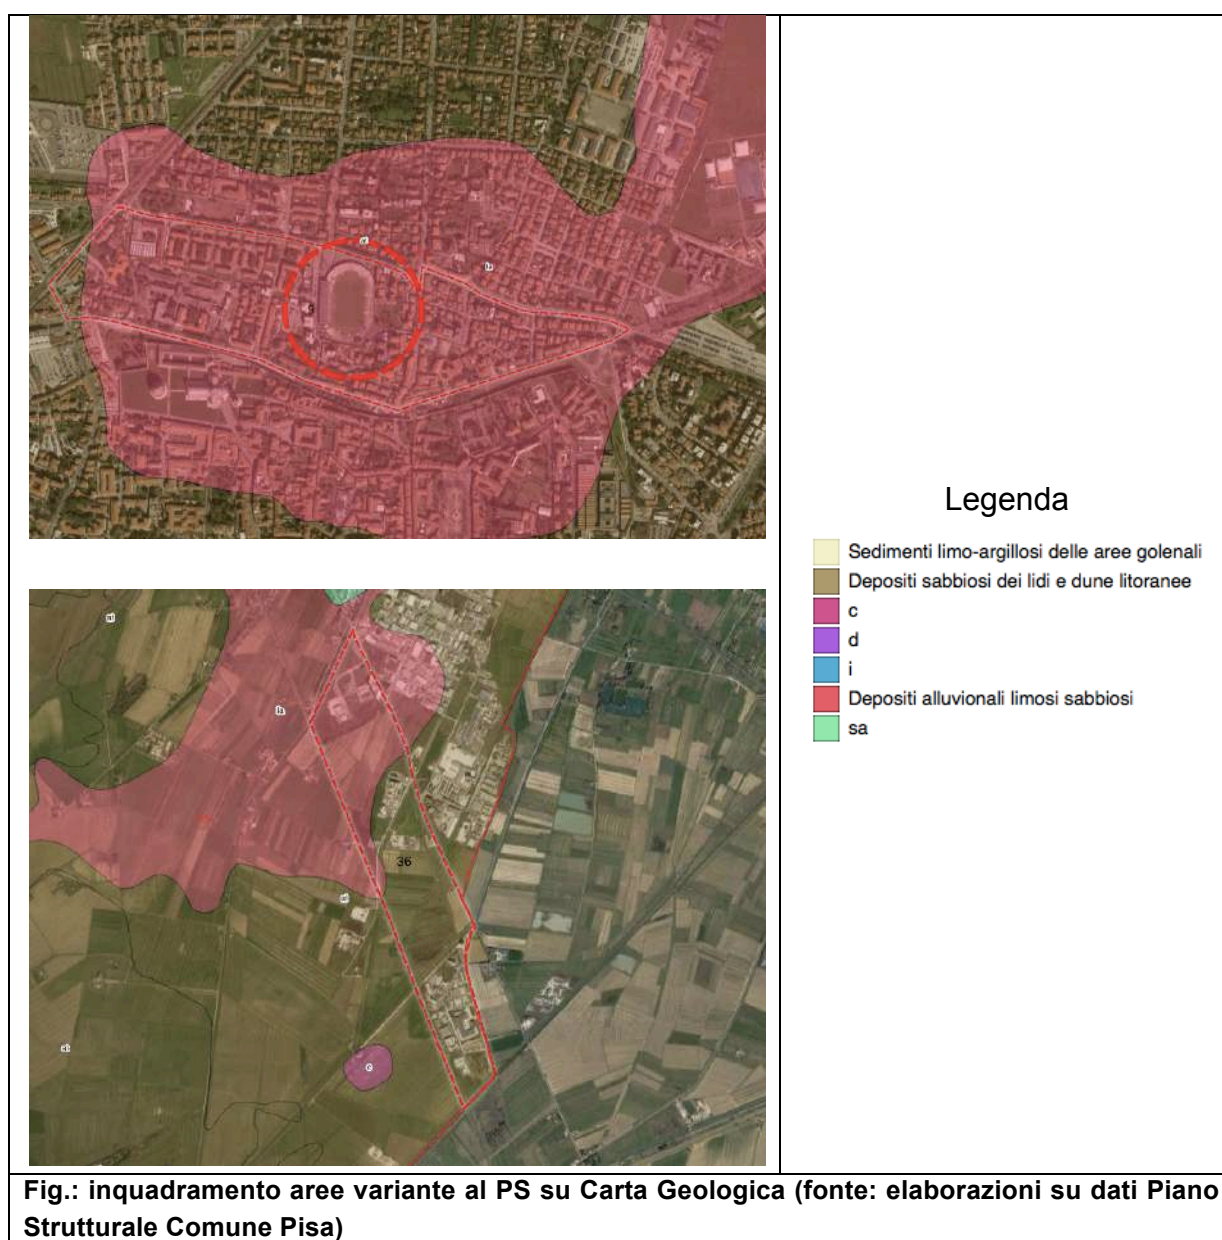 3
36
c
Legenda
Sedimenti limo-argillosi delle aree golenali
Depositi sabbiosi dei lidi e dune litoranee
c
d
i
Depositi alluvionali limosi sabbiosi
sa
Fig.: inquadramento aree variante al PS su Carta Geologica (fonte: elaborazioni su dati Piano
Strutturale Comune Pisa)